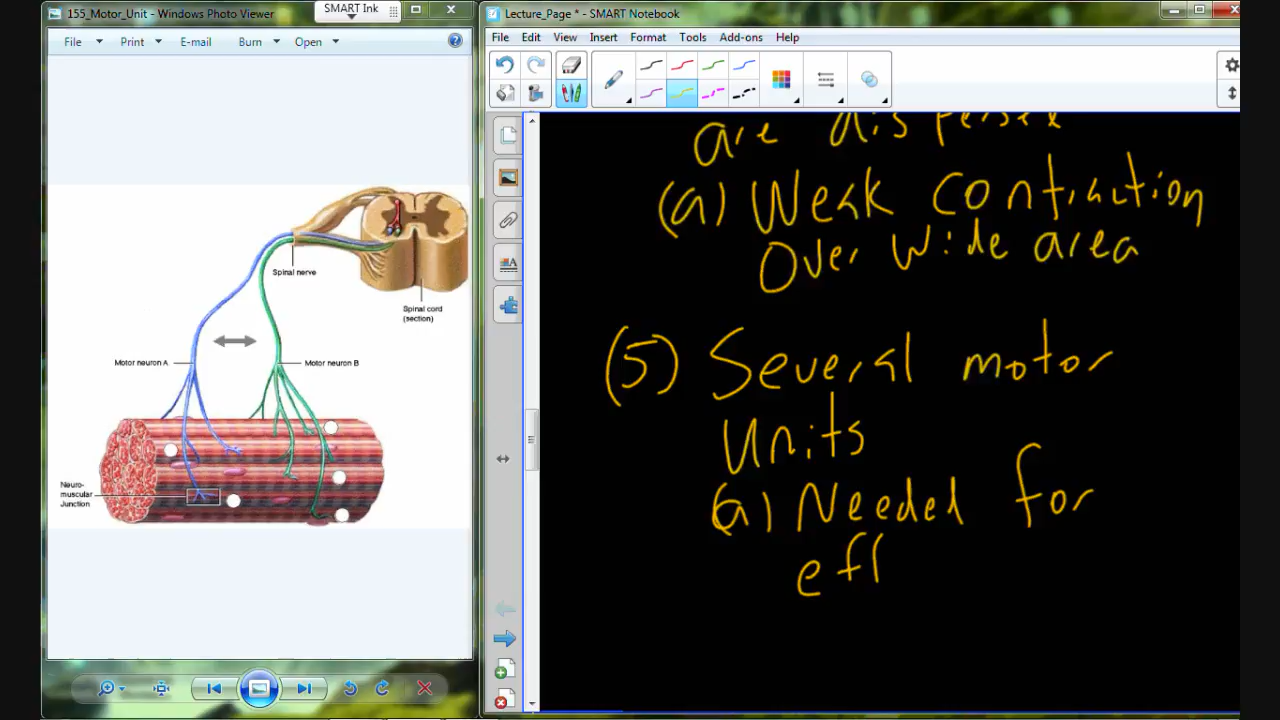 155_Motor_Unit - Windows Photo Viewer
SMART Ink
File Print E-mail Burn Open
Spinal nerve
Spinal cord
(section)
Motor neuron A
Motor neuron B
Neuro-
muscular
Junction
Lecture_Page * - SMART Notebook
File Edit View Insert Format Tools Add-ons Help
are dispersed
(a) Weak contraction
Over wide area
(5) Several motor
Units
(a) Needed for
eff